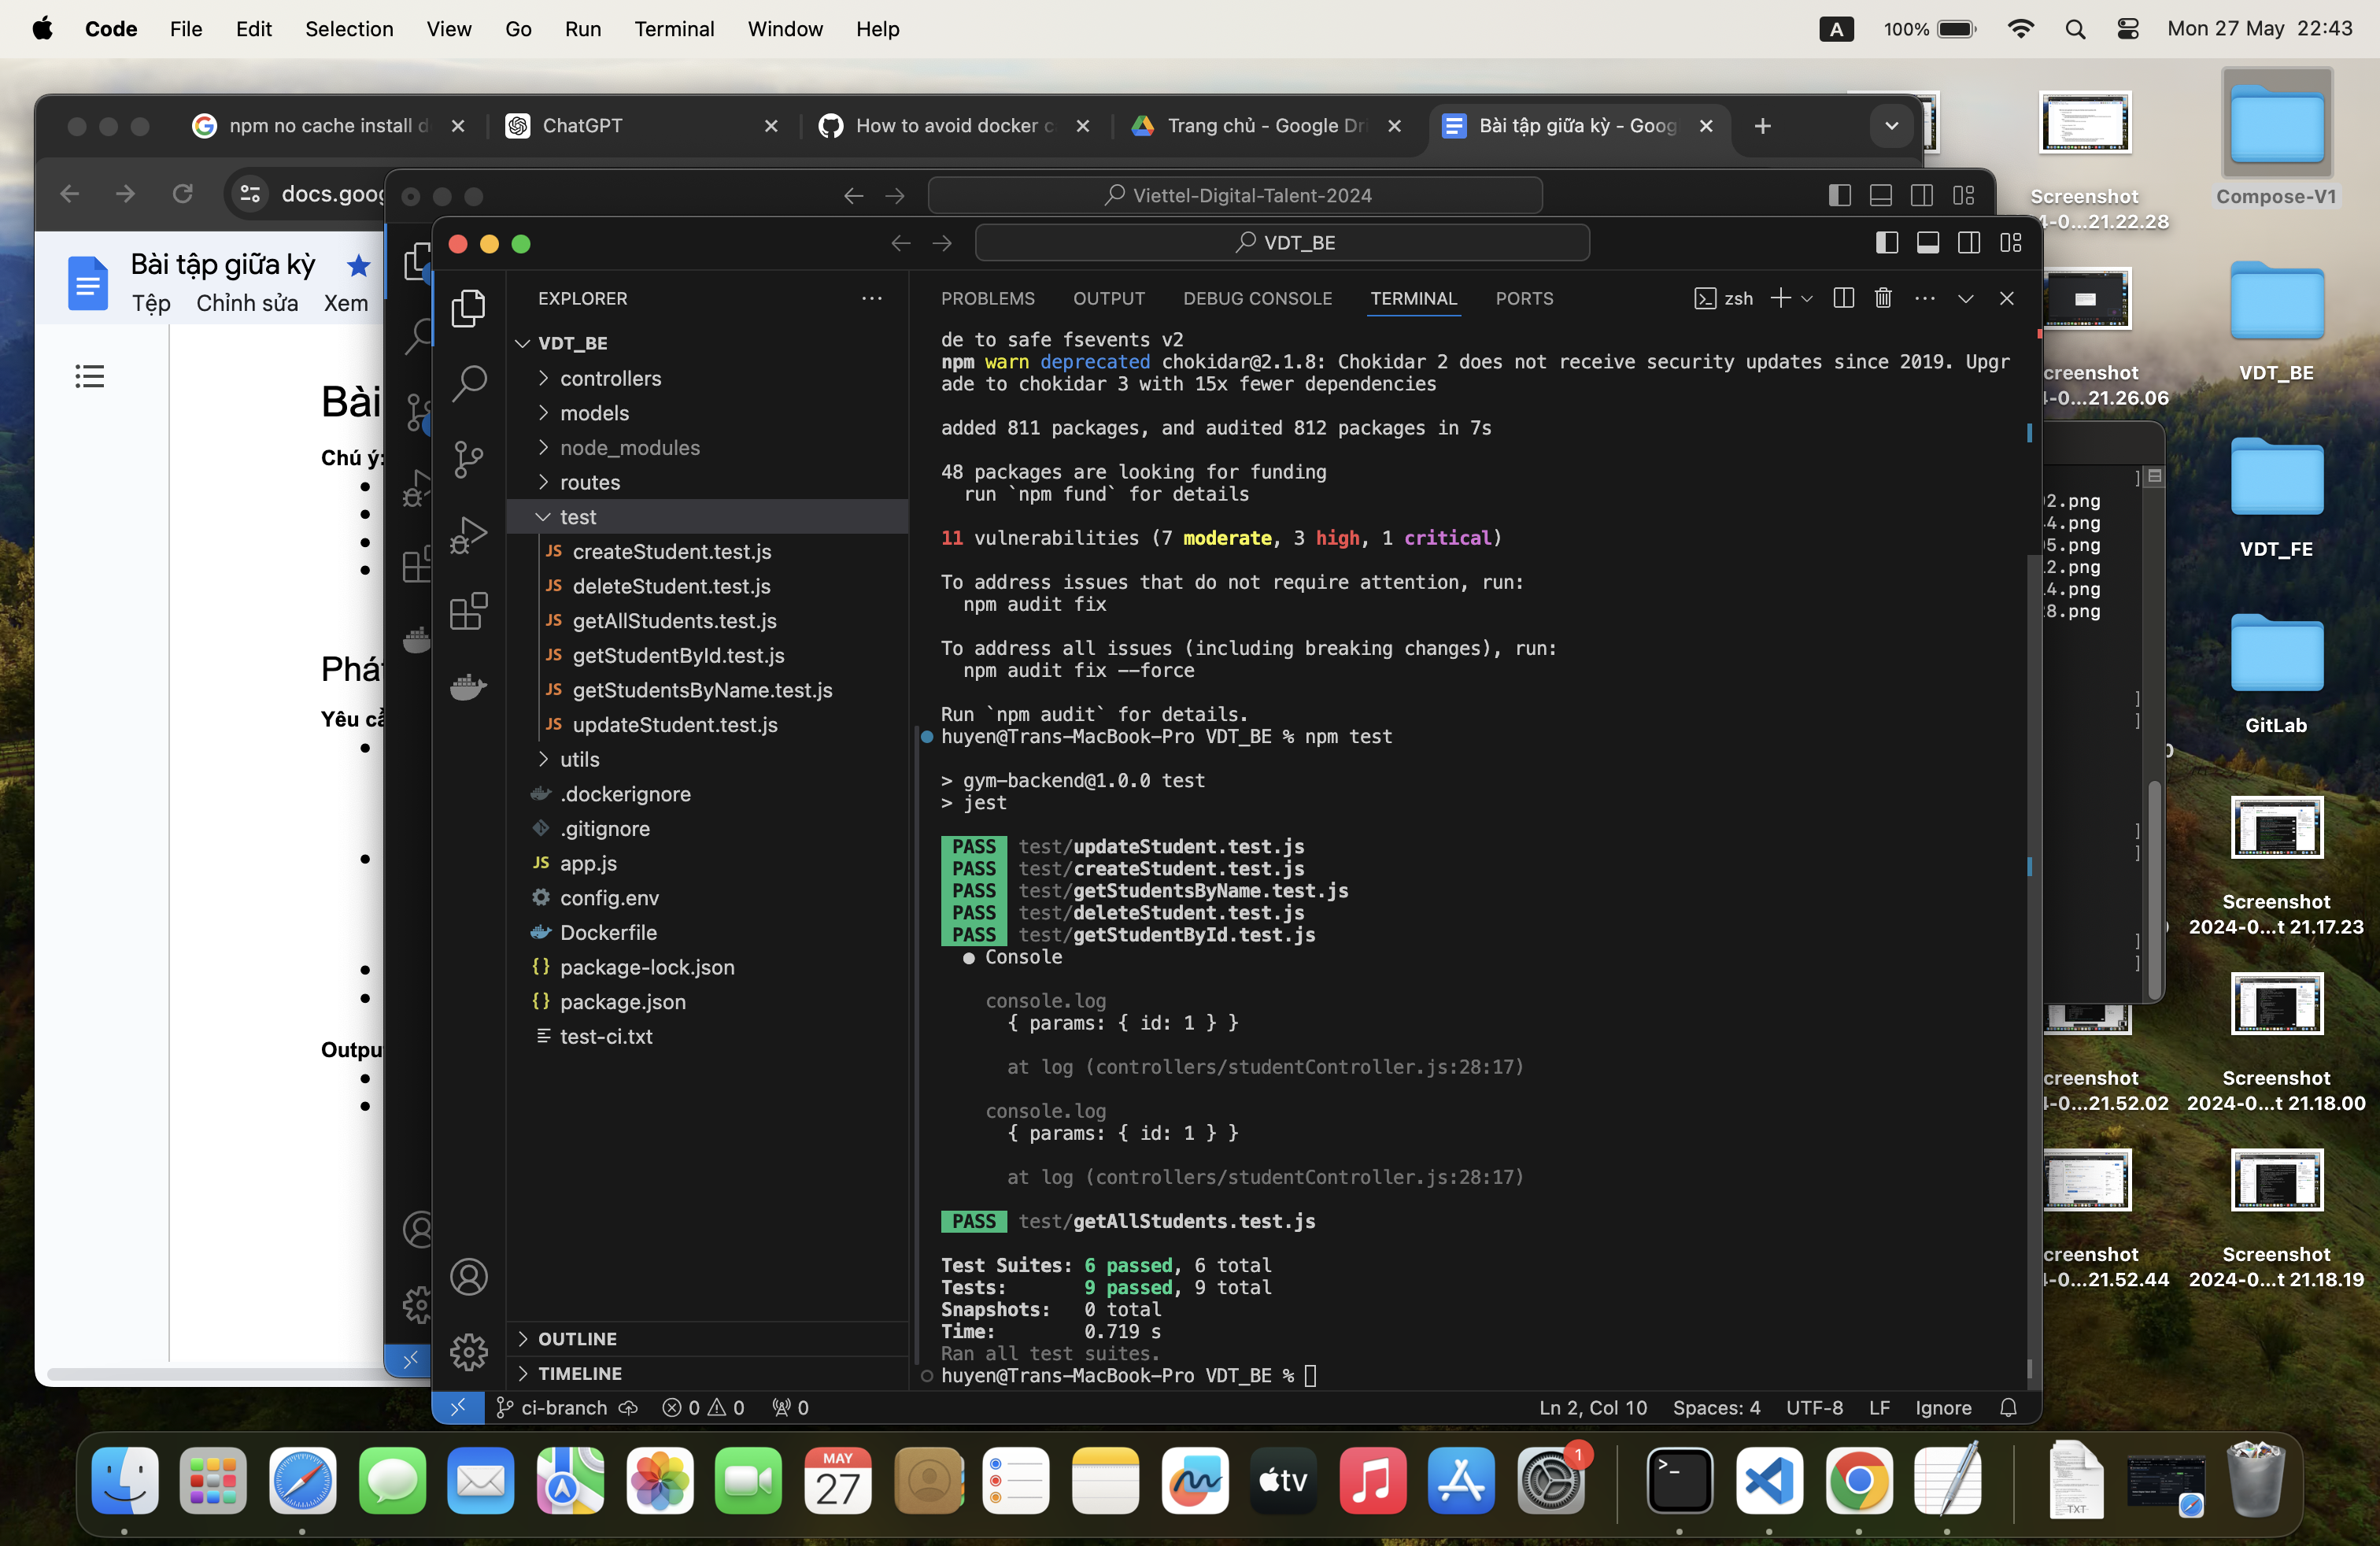 Code File Edit Selection View Go Run Terminal Window Help
A 100% Mon 27 May 22:43
npm no cache install d
ChatGPT
How to avoid docker c
Trang chủ - Google Dri
Bài tập giữa kỳ - Goog
docs.goog
Bài tập giữa kỳ
Tệp Chỉnh sửa Xem
Bài
Chú ý:
Phát
Yêu cầ
Outpu
Viettel-Digital-Talent-2024
VDT_BE
EXPLORER
VDT_BE
controllers
models
node_modules
routes
test
JS createStudent.test.js
JS deleteStudent.test.js
JS getAllStudents.test.js
JS getStudentById.test.js
JS getStudentsByName.test.js
JS updateStudent.test.js
utils
.dockerignore
.gitignore
JS app.js
config.env
Dockerfile
{} package-lock.json
{} package.json
test-ci.txt
OUTLINE
TIMELINE
PROBLEMS OUTPUT DEBUG CONSOLE TERMINAL PORTS
zsh
de to safe fsevents v2
npm warn deprecated chokidar@2.1.8: Chokidar 2 does not receive security updates since 2019. Upgr
ade to chokidar 3 with 15x fewer dependencies
added 811 packages, and audited 812 packages in 7s
48 packages are looking for funding
run `npm fund` for details
11 vulnerabilities (7 moderate, 3 high, 1 critical)
To address issues that do not require attention, run:
npm audit fix
To address all issues (including breaking changes), run:
npm audit fix --force
Run `npm audit` for details.
huyen@Trans-MacBook-Pro VDT_BE % npm test
> gym-backend@1.0.0 test
> jest
PASS test/updateStudent.test.js
PASS test/createStudent.test.js
PASS test/getStudentsByName.test.js
PASS test/deleteStudent.test.js
PASS test/getStudentById.test.js
● Console
console.log
{ params: { id: 1 } }
at log (controllers/studentController.js:28:17)
console.log
{ params: { id: 1 } }
at log (controllers/studentController.js:28:17)
PASS test/getAllStudents.test.js
Test Suites: 6 passed, 6 total
Tests: 9 passed, 9 total
Snapshots: 0 total
Time: 0.719 s
Ran all test suites.
huyen@Trans-MacBook-Pro VDT_BE %
ci-branch 0 0 0
Ln 2, Col 10 Spaces: 4 UTF-8 LF Ignore
2.png
4.png
5.png
2.png
4.png
8.png
Screenshot
4-0...21.22.28
creenshot
4-0...21.26.06
creenshot
4-0...21.52.02
creenshot
4-0...21.52.44
Compose-V1
VDT_BE
VDT_FE
GitLab
Screenshot
2024-0...t 21.17.23
Screenshot
2024-0...t 21.18.00
Screenshot
2024-0...t 21.18.19
MAY
27
tv
1
>_
TXT